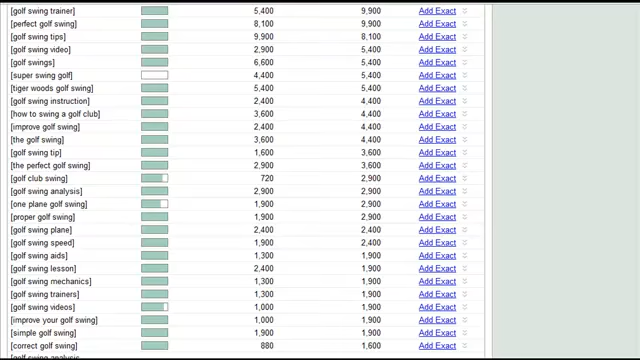 [golf swing trainer] 5,400 9,900 Add Exact
[perfect golf swing] 8,100 9,900 Add Exact
[golf swing tips] 9,900 8,100 Add Exact
[golf swing video] 2,900 5,400 Add Exact
[golf swings] 6,600 5,400 Add Exact
[super swing golf] 4,400 5,400 Add Exact
[tiger woods golf swing] 5,400 5,400 Add Exact
[golf swing instruction] 2,400 4,400 Add Exact
[how to swing a golf club] 3,600 4,400 Add Exact
[improve golf swing] 2,400 4,400 Add Exact
[the golf swing] 3,600 4,400 Add Exact
[golf swing tip] 1,600 3,600 Add Exact
[the perfect golf swing] 2,900 3,600 Add Exact
[golf club swing] 720 2,900 Add Exact
[golf swing analysis] 2,900 2,900 Add Exact
[one plane golf swing] 1,900 2,900 Add Exact
[proper golf swing] 1,900 2,900 Add Exact
[golf swing plane] 2,400 2,400 Add Exact
[golf swing speed] 1,900 2,400 Add Exact
[golf swing aids] 1,300 1,900 Add Exact
[golf swing lesson] 2,400 1,900 Add Exact
[golf swing mechanics] 1,300 1,900 Add Exact
[golf swing trainers] 1,300 1,900 Add Exact
[golf swing videos] 1,000 1,900 Add Exact
[improve your golf swing] 1,000 1,900 Add Exact
[simple golf swing] 1,900 1,900 Add Exact
[correct golf swing] 880 1,600 Add Exact
[golf swing analysis